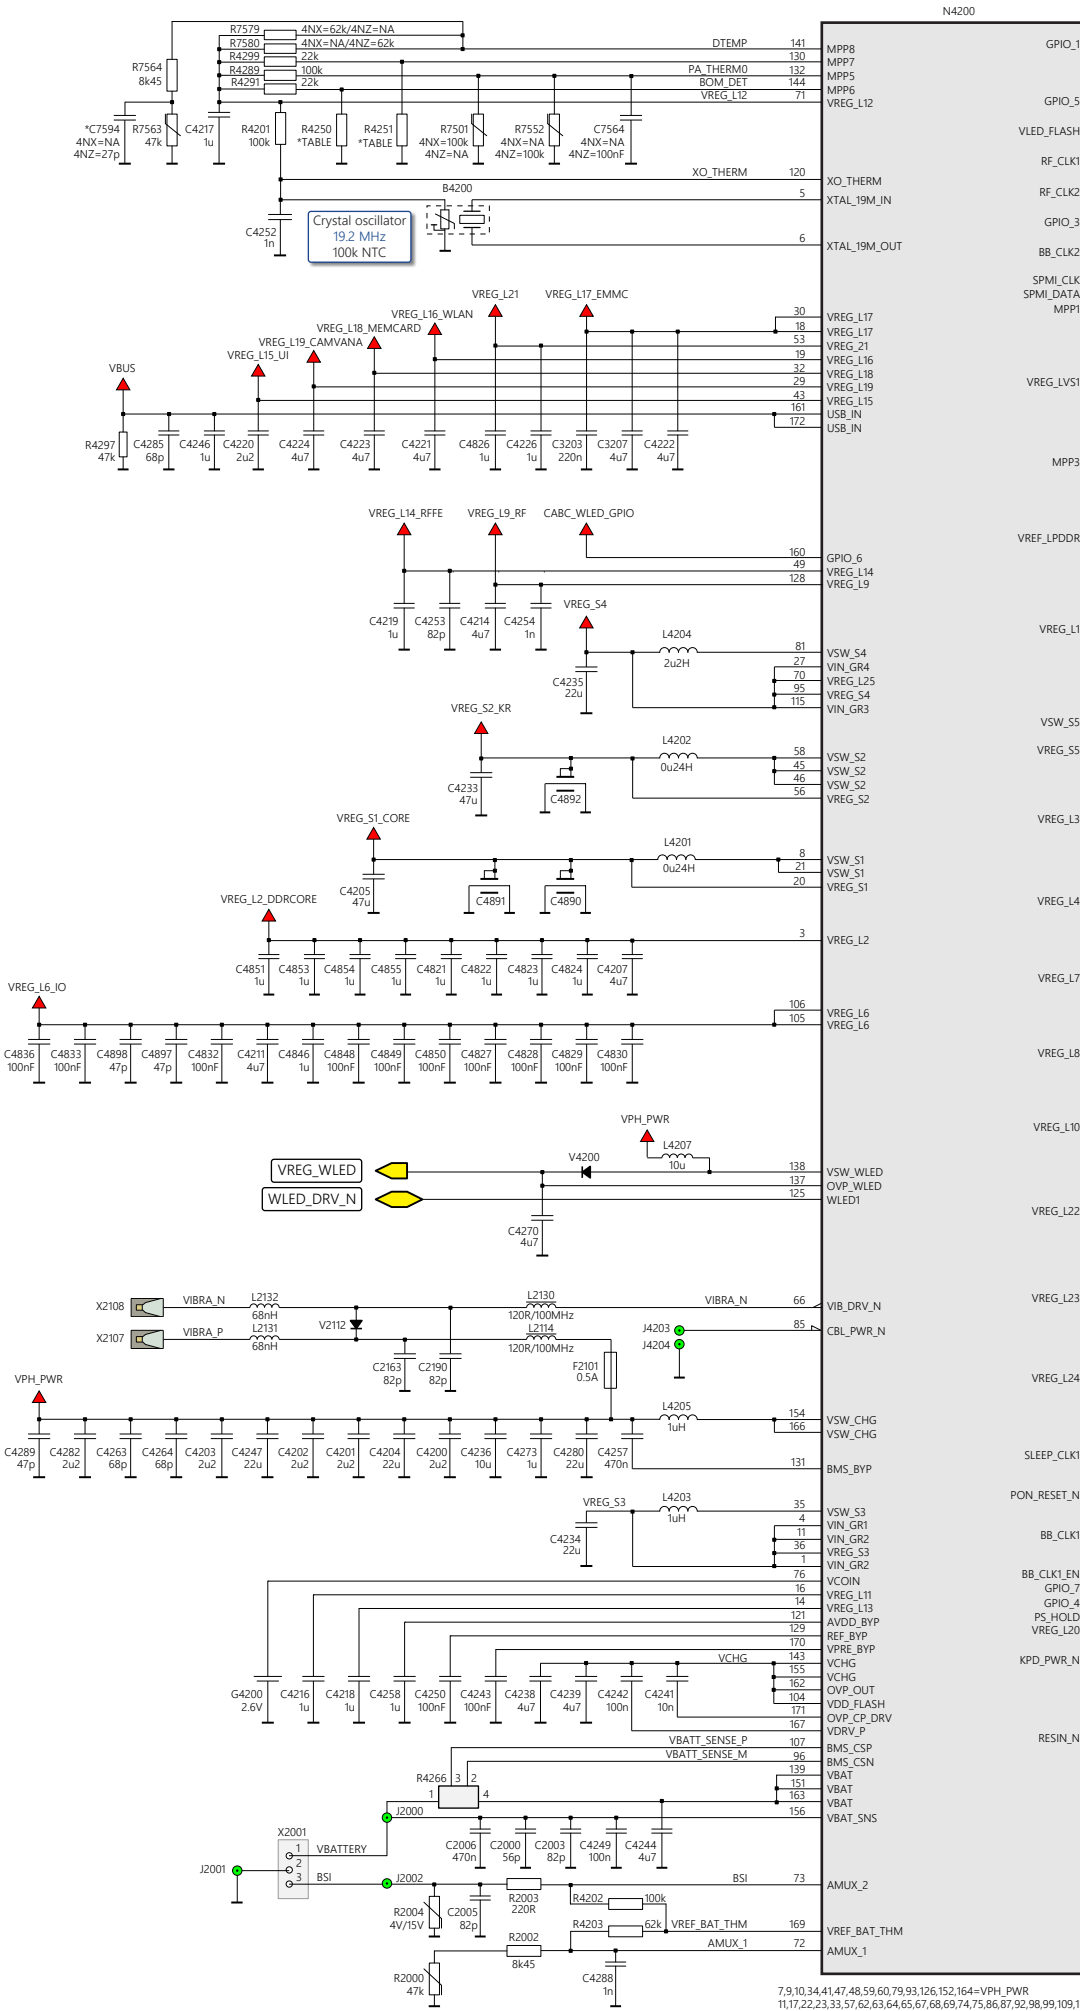 N4200
R7579 4NX=62k/4NZ=NA
R7580 4NX=NA/4NZ=62k
R4299 22k
R4289 100k
R4291 22k
DTEMP 141 MPP8
130 MPP7
PA_THERM0 132 MPP5
BOM_DET 144 MPP6
VREG_L12 71 VREG_L12
GPIO_1
GPIO_5
R7564
8k45
*C7594
4NX=NA
4NZ=27p
R7563
47k
C4217
1u
R4201
100k
R4250
*TABLE
R4251
*TABLE
R7501
4NX=100k
4NZ=NA
R7552
4NX=NA
4NZ=100k
C7564
4NX=NA
4NZ=100nF
VLED_FLASH
RF_CLK1
XO_THERM 120 XO_THERM
B4200
5 XTAL_19M_IN
RF_CLK2
GPIO_3
C4252
1n
Crystal oscillator
19.2 MHz
100k NTC
6 XTAL_19M_OUT
BB_CLK2
SPMI_CLK
SPMI_DATA
MPP1
VREG_L21
VREG_L17_EMMC
VREG_L16_WLAN
VREG_L18_MEMCARD
VREG_L19_CAMVANA
VREG_L15_UI
VBUS
30 VREG_L17
18 VREG_L17
53 VREG_21
19 VREG_L16
32 VREG_L18
29 VREG_L19
43 VREG_L15
161 USB_IN
172 USB_IN
VREG_LVS1
R4297
47k
C4285
68p
C4246
1u
C4220
2u2
C4224
4u7
C4223
4u7
C4221
4u7
C4826
1u
C4226
1u
C3203
220n
C3207
4u7
C4222
4u7
MPP3
VREG_L14_RFFE
VREG_L9_RF
CABC_WLED_GPIO
VREF_LPDDR
160 GPIO_6
49 VREG_L14
128 VREG_L9
C4219
1u
C4253
82p
C4214
4u7
C4254
1n
VREG_S4
VREG_L1
L4204
2u2H
C4235
22u
81 VSW_S4
27 VIN_GR4
70 VREG_L25
95 VREG_S4
115 VIN_GR3
VREG_S2_KR
VSW_S5
VREG_S5
L4202
0u24H
C4233
47u
C4892
58 VSW_S2
45 VSW_S2
46 VSW_S2
56 VREG_S2
VREG_S1_CORE
VREG_L3
L4201
0u24H
C4205
47u
C4891
C4890
8 VSW_S1
21 VSW_S1
20 VREG_S1
VREG_L2_DDRCORE
VREG_L4
3 VREG_L2
C4851
1u
C4853
1u
C4854
1u
C4855
1u
C4821
1u
C4822
1u
C4823
1u
C4824
1u
C4207
4u7
VREG_L7
VREG_L6_IO
106 VREG_L6
105 VREG_L6
C4836
100nF
C4833
100nF
C4898
47p
C4897
47p
C4832
100nF
C4211
4u7
C4846
1u
C4848
100nF
C4849
100nF
C4850
100nF
C4827
100nF
C4828
100nF
C4829
100nF
C4830
100nF
VREG_L8
VREG_L10
VPH_PWR
L4207
10u
V4200
VREG_WLED
WLED_DRV_N
138 VSW_WLED
137 OVP_WLED
125 WLED1
C4270
4u7
VREG_L22
VREG_L23
X2108 VIBRA_N L2132
68nH
X2107 VIBRA_P L2131
68nH
V2112
L2130
120R/100MHz
L2114
120R/100MHz
VIBRA_N 66 VIB_DRV_N
J4203 85 CBL_PWR_N
J4204
C2163
82p
C2190
82p
F2101
0.5A
VREG_L24
VPH_PWR
L4205
1uH
154 VSW_CHG
166 VSW_CHG
131 BMS_BYP
C4289
47p
C4282
2u2
C4263
68p
C4264
68p
C4203
2u2
C4247
22u
C4202
2u2
C4201
2u2
C4204
22u
C4200
2u2
C4236
10u
C4273
1u
C4280
22u
C4257
470n
SLEEP_CLK1
PON_RESET_N
VREG_S3
L4203
1uH
C4234
22u
35 VSW_S3
4 VIN_GR1
11 VIN_GR2
36 VREG_S3
1 VIN_GR2
76 VCOIN
16 VREG_L11
14 VREG_L13
121 AVDD_BYP
129 REF_BYP
170 VPRE_BYP
VCHG 143 VCHG
155 VCHG
162 OVP_OUT
104 VDD_FLASH
171 OVP_CP_DRV
167 VDRV_P
BB_CLK1
BB_CLK1_EN
GPIO_7
GPIO_4
PS_HOLD
VREG_L20
KPD_PWR_N
G4200
2.6V
C4216
1u
C4218
1u
C4258
1u
C4250
100nF
C4243
100nF
C4238
4u7
C4239
4u7
C4242
100n
C4241
10n
RESIN_N
VBATT_SENSE_P 107 BMS_CSP
VBATT_SENSE_M 96 BMS_CSN
139 VBAT
151 VBAT
163 VBAT
156 VBAT_SNS
R4266 3 2
1 4
J2000
X2001
1 VBATTERY
2
3 BSI
J2001
J2002
C2006
470n
C2000
56p
C2003
82p
C4249
100n
C4244
4u7
BSI 73 AMUX_2
R2004
4V/15V
C2005
82p
R2003
220R
R4202 100k
R4203 62k
VREF_BAT_THM 169 VREF_BAT_THM
AMUX_1 72 AMUX_1
R2002
8k45
R2000
47k
C4288
1n
7,9,10,34,41,47,48,59,60,79,93,126,152,164=VPH_PWR
11,17,22,23,33,57,62,63,64,65,67,68,69,74,75,86,87,92,98,99,109,1